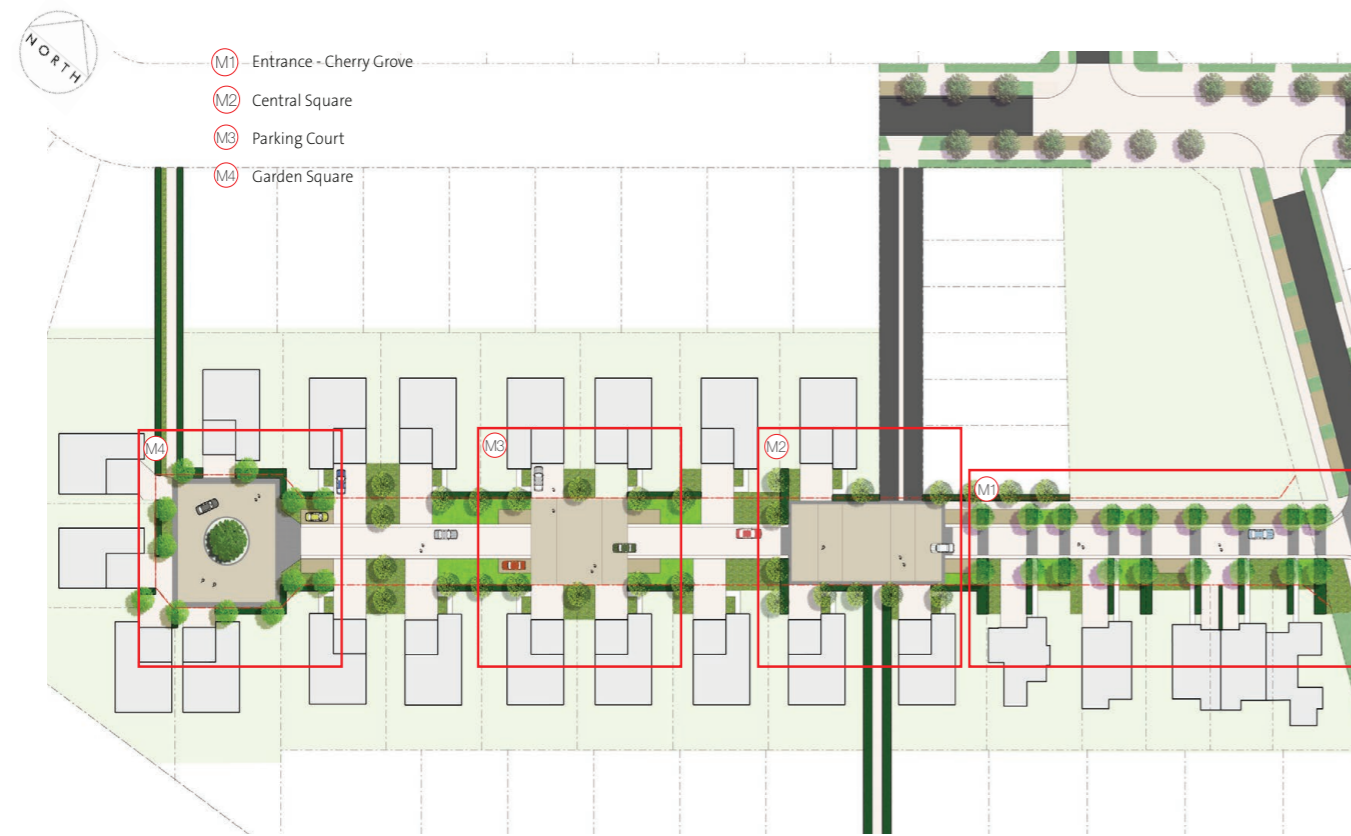 NORTH
M1 Entrance - Cherry Grove
M2 Central Square
M3 Parking Court
M4 Garden Square
M4
M3
M2
M1